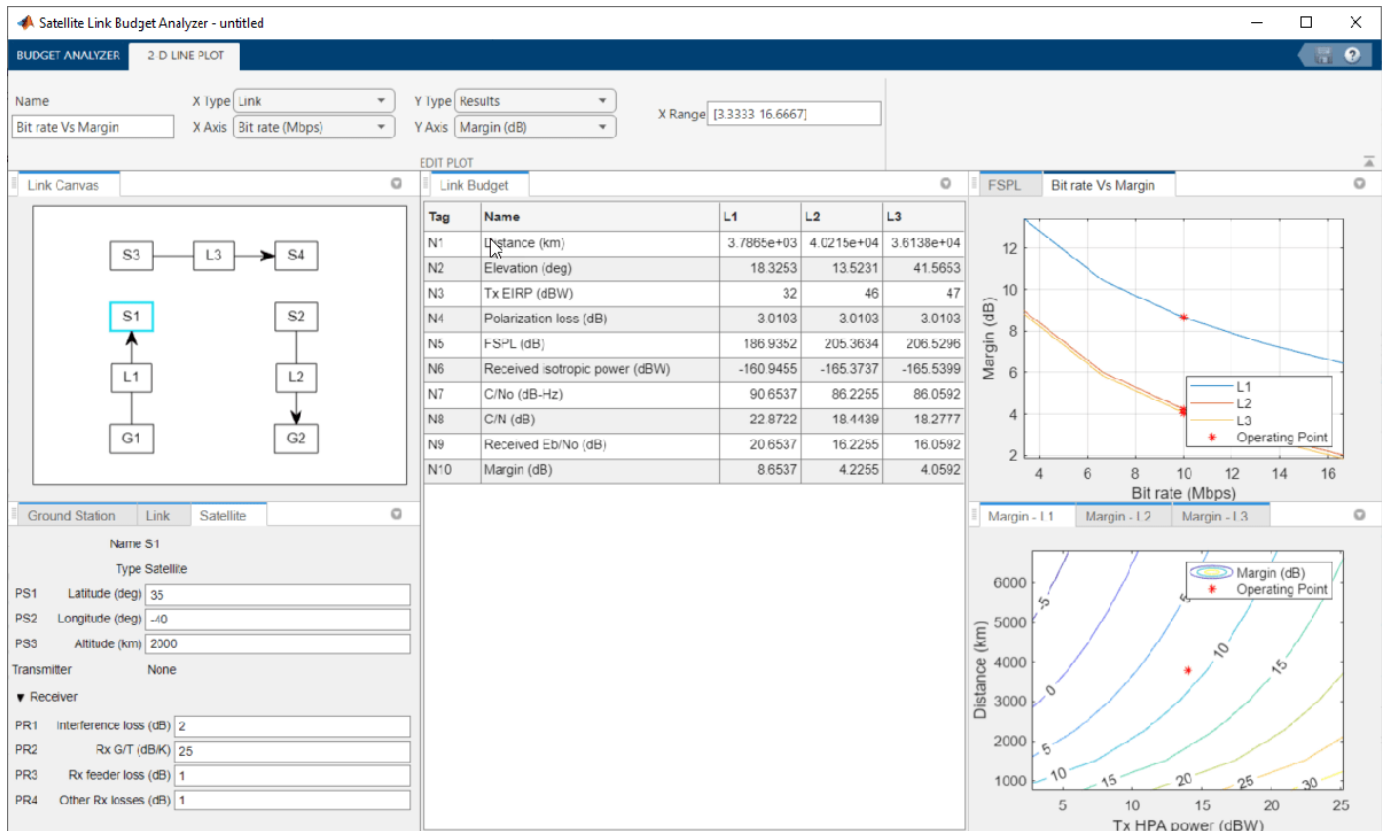 Satellite Link Budget Analyzer - untitled
BUDGET ANALYZER 2-D LINE PLOT
Name X Type Link Y Type Results
Bit rate Vs Margin X Axis Bit rate (Mbps) Y Axis Margin (dB) X Range [3.3333 16.6667]
EDIT PLOT
Link Canvas
S3 L3 S4
S1 S2
L1 L2
G1 G2
Link Budget
Tag Name L1 L2 L3
N1 Distance (km) 3.7865e+03 4.0215e+04 3.6138e+04
N2 Elevation (deg) 18.3253 13.5231 41.5653
N3 Tx EIRP (dBW) 32 46 47
N4 Polarization loss (dB) 3.0103 3.0103 3.0103
N5 FSPL (dB) 186.9352 205.3634 206.5296
N6 Received isotropic power (dBW) -160.9455 -165.3737 -165.5399
N7 C/No (dB-Hz) 90.6537 86.2255 86.0592
N8 C/N (dB) 22.8722 18.4439 18.2777
N9 Received Eb/No (dB) 20.6537 16.2255 16.0592
N10 Margin (dB) 8.6537 4.2255 4.0592
FSPL Bit rate Vs Margin
12
10
8
6
4
2
Margin (dB)
L1
L2
L3
Operating Point
4 6 8 10 12 14 16
Bit rate (Mbps)
Ground Station Link Satellite
Name S1
Type Satellite
PS1 Latitude (deg) 35
PS2 Longitude (deg) -40
PS3 Altitude (km) 2000
Transmitter None
Receiver
PR1 Interference loss (dB) 2
PR2 Rx G/T (dB/K) 25
PR3 Rx feeder loss (dB) 1
PR4 Other Rx losses (dB) 1
Margin - L1 Margin - L2 Margin - L3
Margin (dB)
Operating Point
6000
5000
4000
3000
2000
1000
Distance (km)
-5 5
10
15
0
5
10 15 20 25 30
5 10 15 20 25
Tx HPA power (dBW)